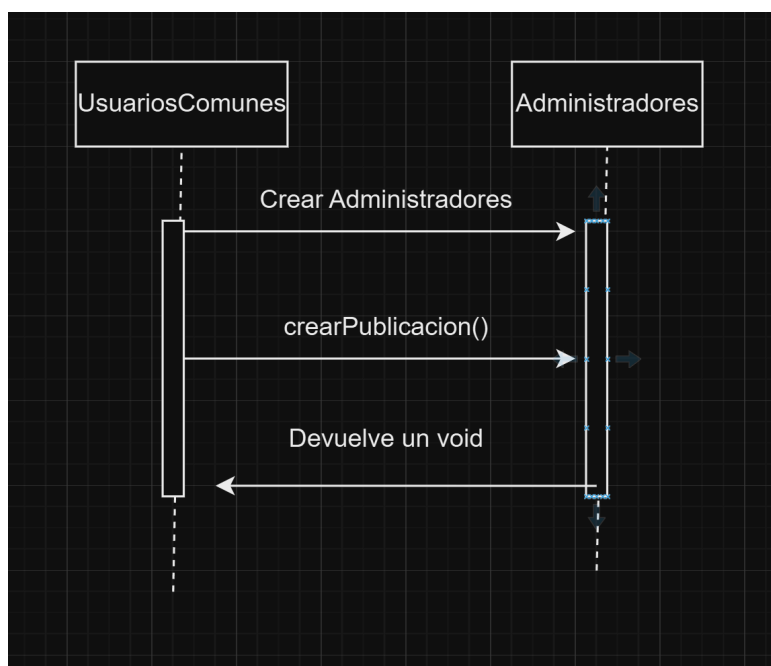 UsuariosComunes
Administradores
Crear Administradores
crearPublicacion()
Devuelve un void